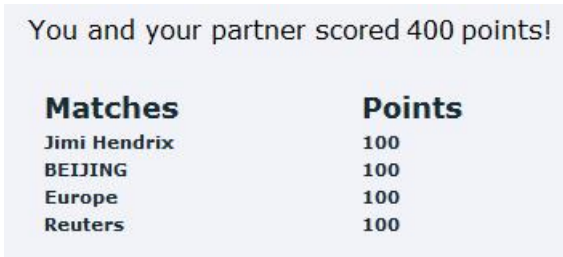 You and your partner scored 400 points!
Matches Points
Jimi Hendrix 100
BEIJING 100
Europe 100
Reuters 100